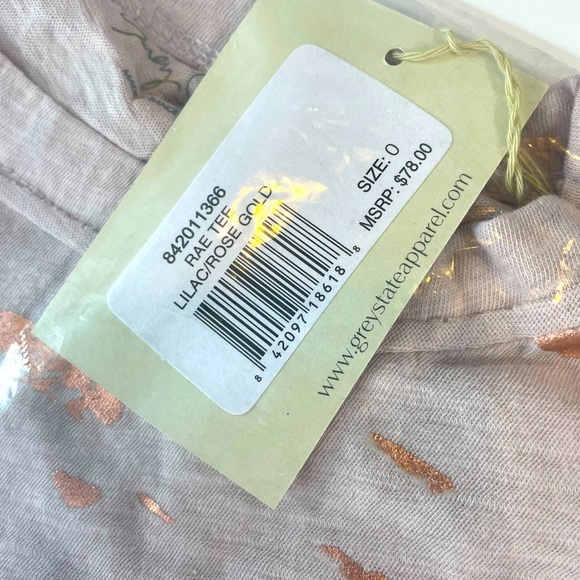 842011366
RAE TEE
LILAC/ROSE GOLD
SIZE: 0
MSRP: $78.00
8 42097 18618 8
www.greystateapparel.com